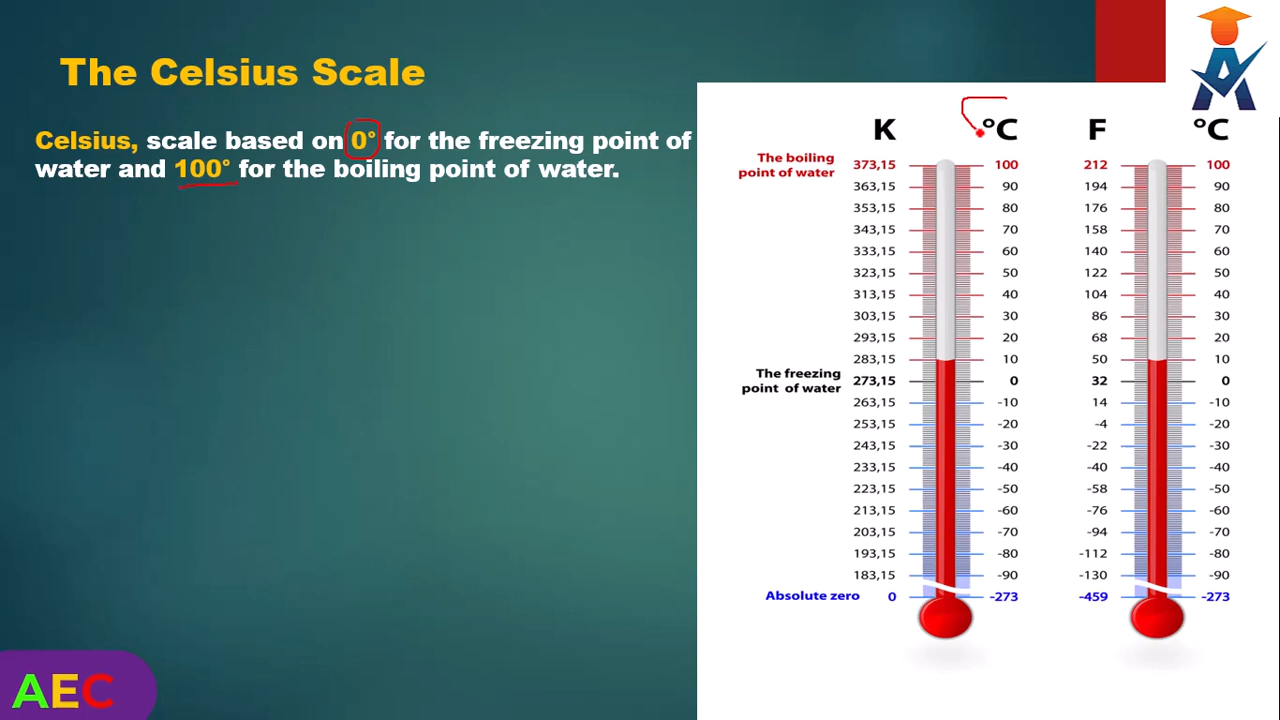 The Celsius Scale
Celsius, scale based on 0° for the freezing point of
water and 100° for the boiling point of water.
K °C F °C
The boiling
point of water
373,15 100 212 100
363,15 90 194 90
353,15 80 176 80
343,15 70 158 70
333,15 60 140 60
323,15 50 122 50
313,15 40 104 40
303,15 30 86 30
293,15 20 68 20
283,15 10 50 10
The freezing
point of water
273,15 0 32 0
263,15 -10 14 -10
253,15 -20 -4 -20
243,15 -30 -22 -30
233,15 -40 -40 -40
223,15 -50 -58 -50
213,15 -60 -76 -60
203,15 -70 -94 -70
193,15 -80 -112 -80
183,15 -90 -130 -90
Absolute zero 0 -273 -459 -273
AEC